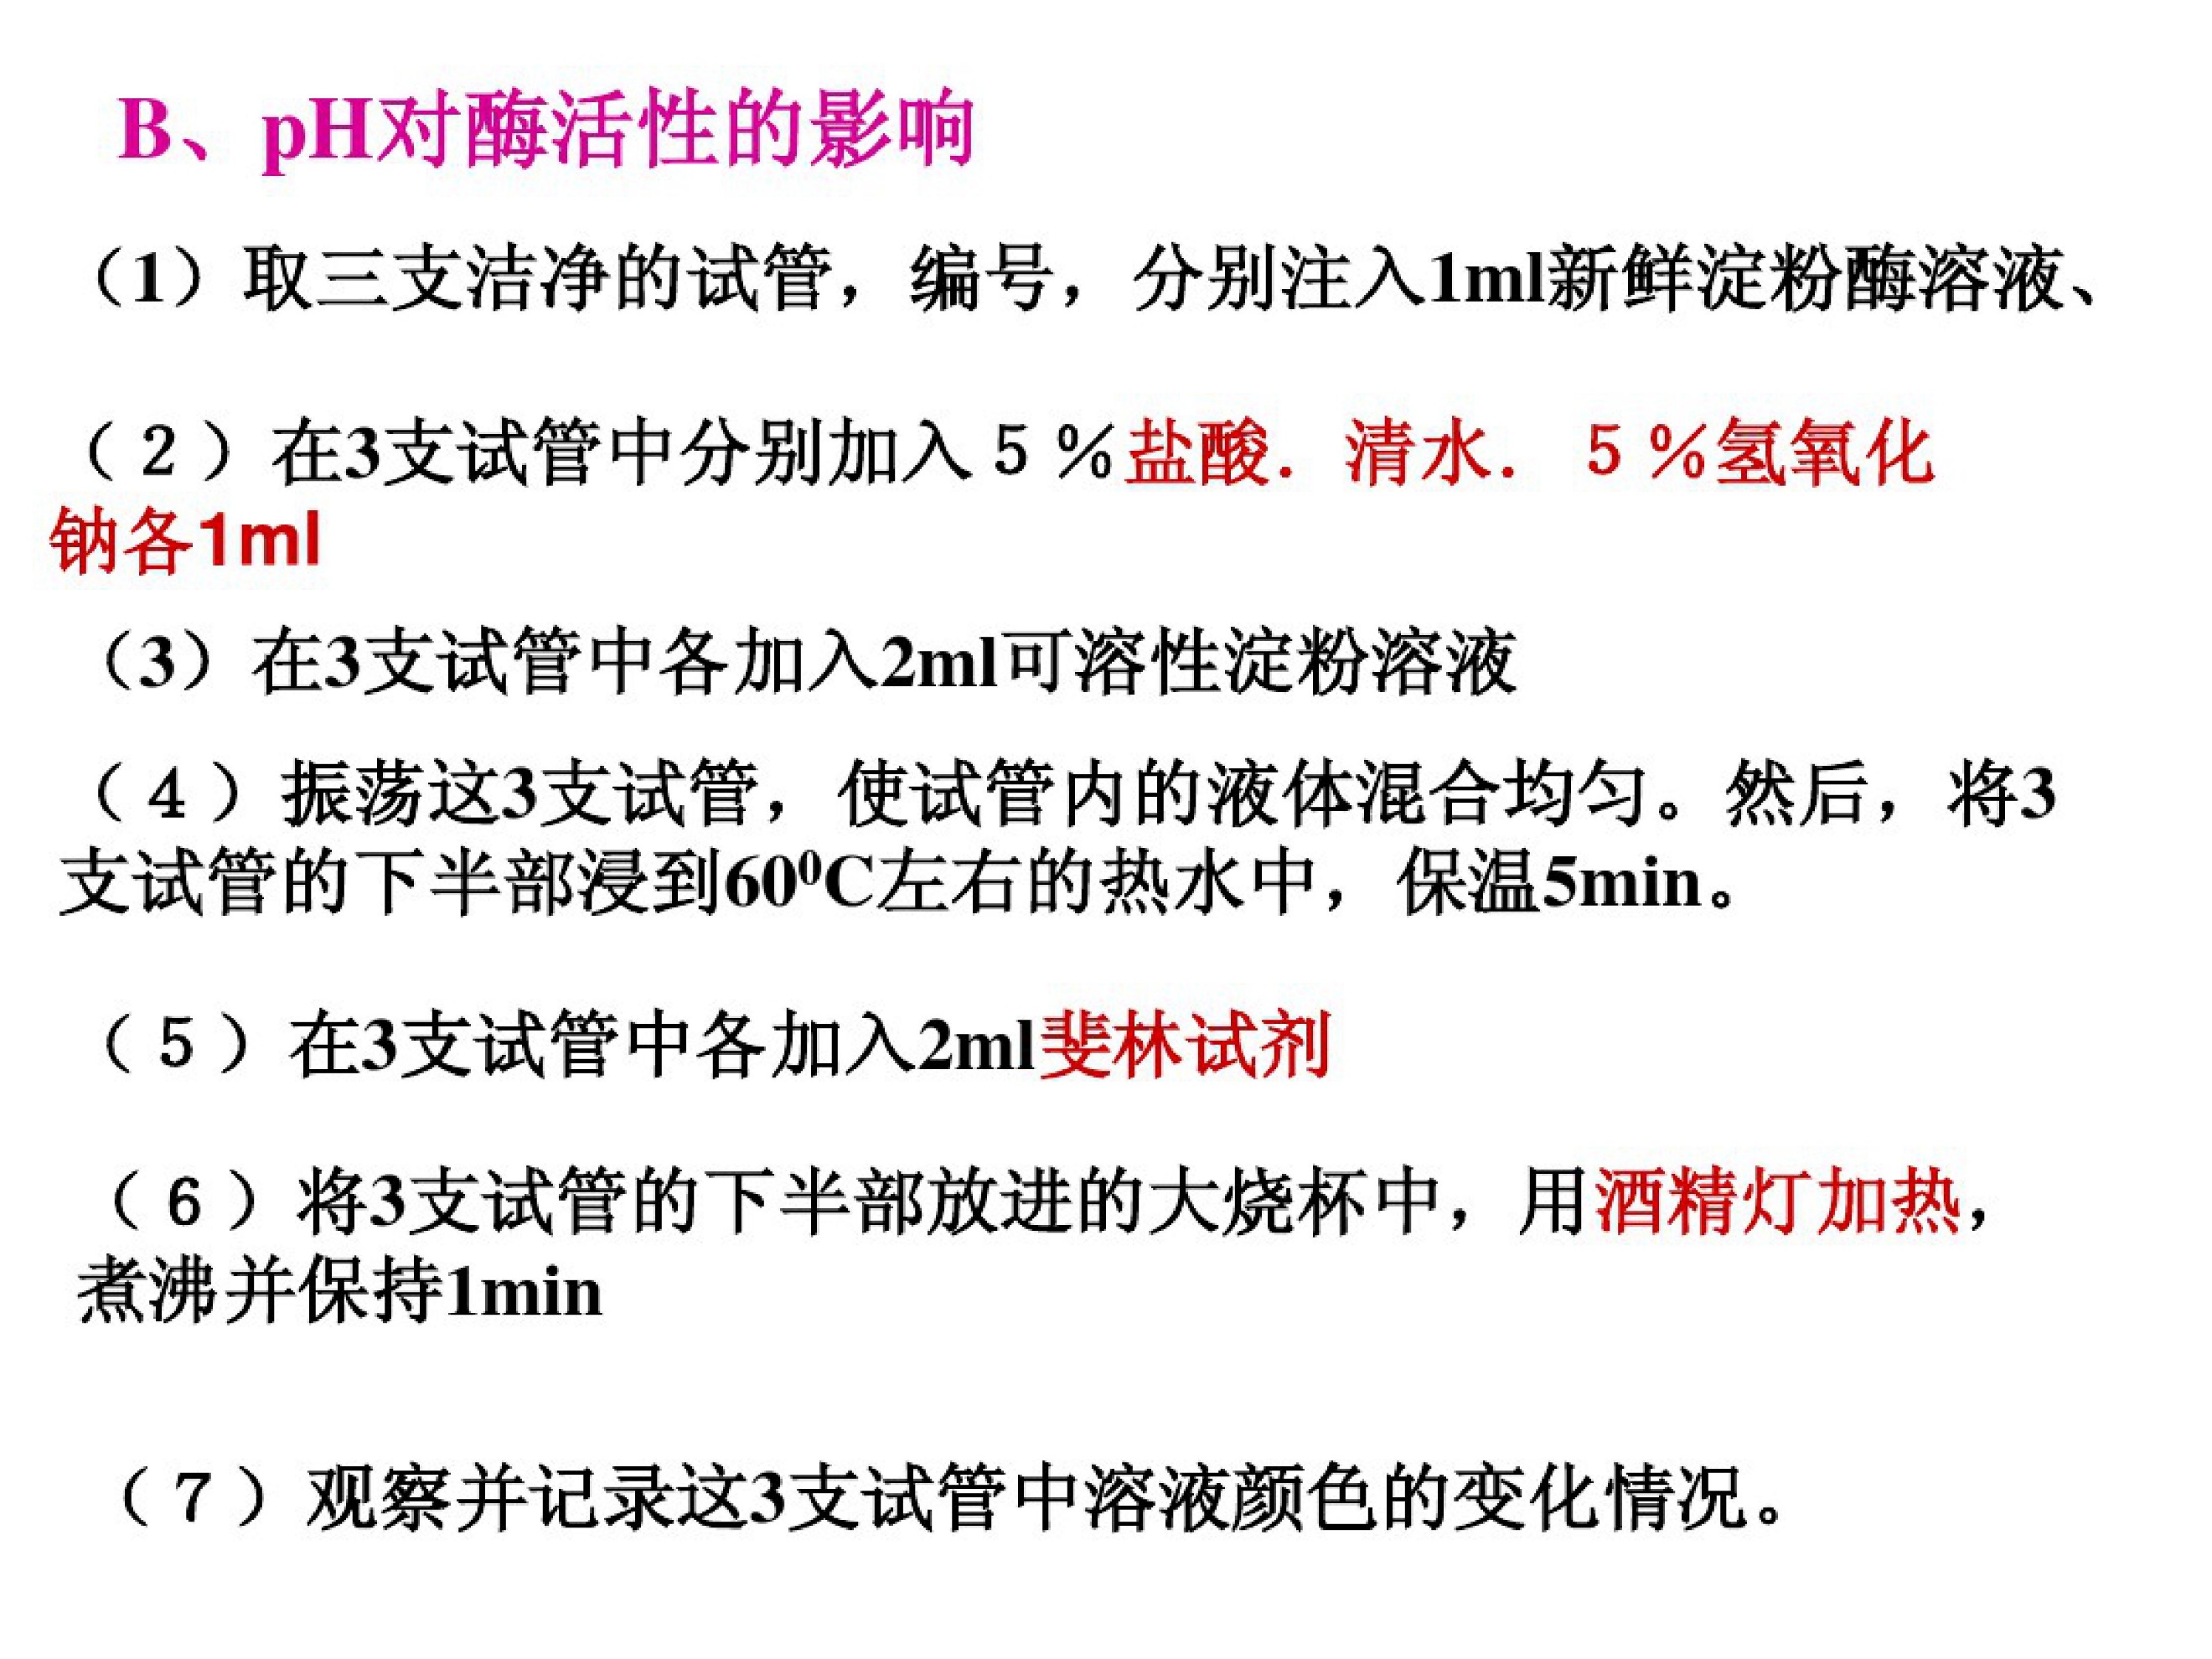 B、pH对酶活性的影响
（1）取三支洁净的试管，编号，分别注入1ml新鲜淀粉酶溶液、
（２）在3支试管中分别加入５％盐酸．清水．５％氢氧化
钠各1ml
（3）在3支试管中各加入2ml可溶性淀粉溶液
（４）振荡这3支试管，使试管内的液体混合均匀。然后，将3
支试管的下半部浸到60⁰C左右的热水中，保温5min。
（５）在3支试管中各加入2ml斐林试剂
（６）将3支试管的下半部放进的大烧杯中，用酒精灯加热，
煮沸并保持1min
（７）观察并记录这3支试管中溶液颜色的变化情况。